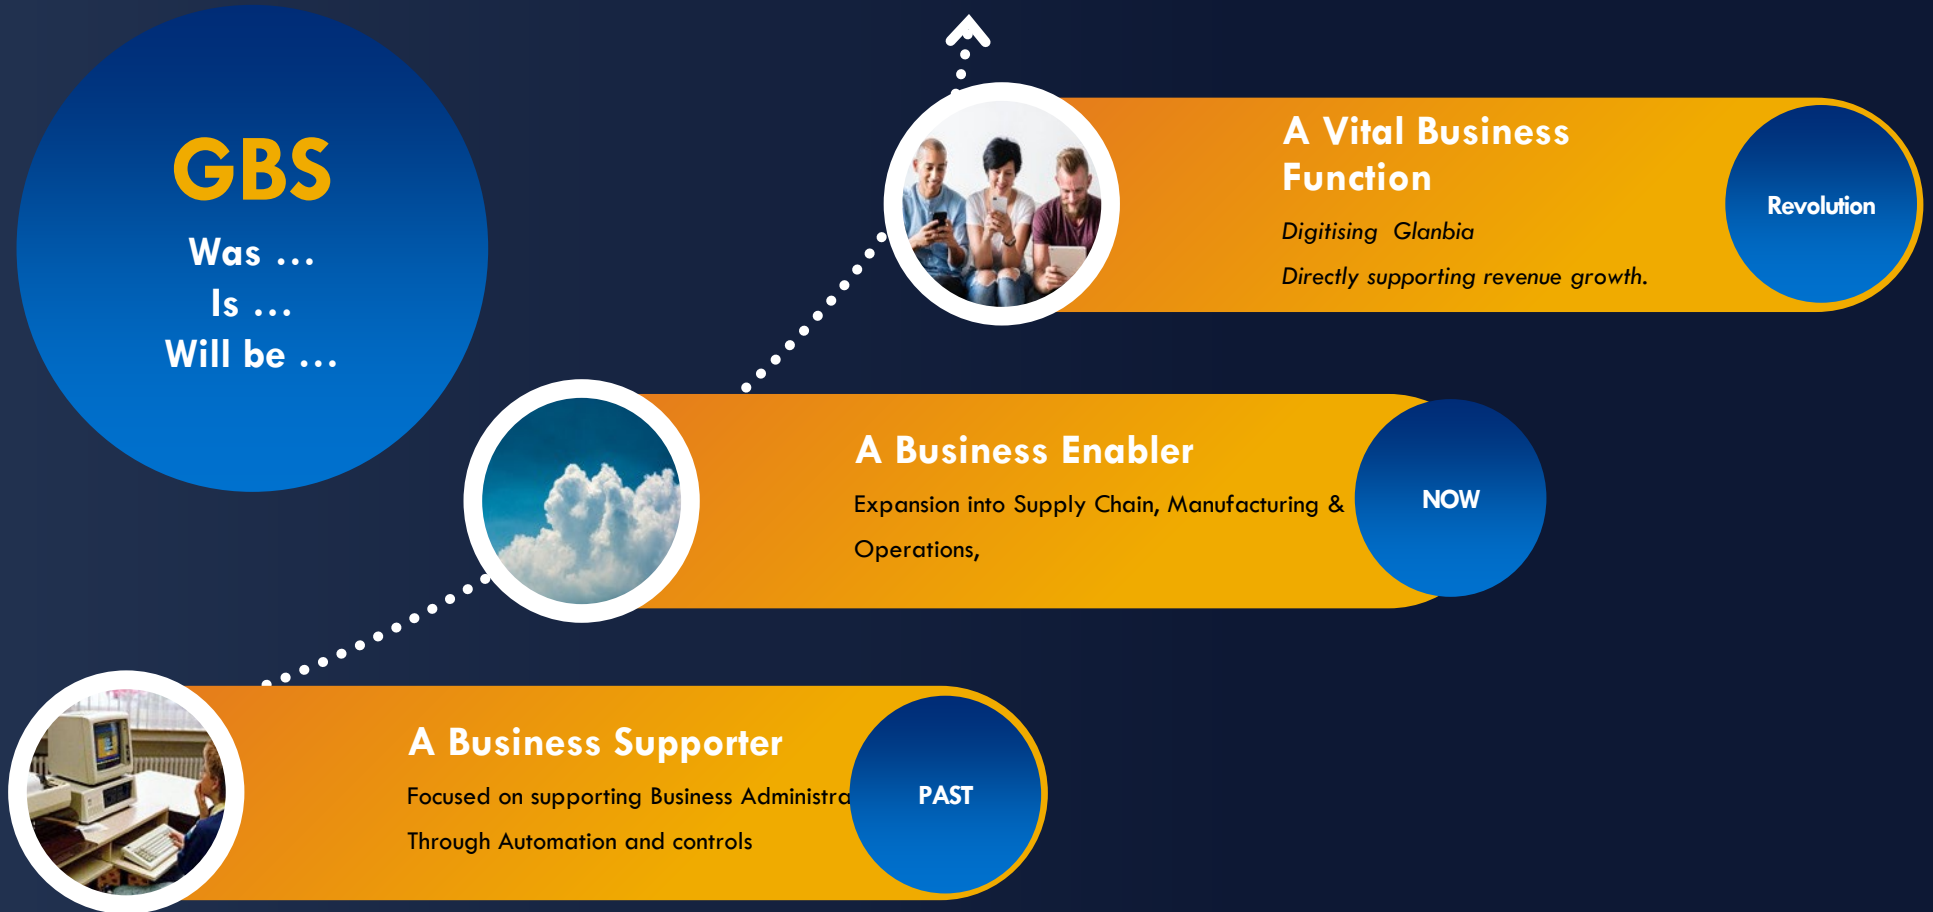 GBS
Was ...
Is ...
Will be ...
A Vital Business
Function
Digitising Glanbia
Directly supporting revenue growth.
Revolution
A Business Enabler
Expansion into Supply Chain, Manufacturing &
Operations,
NOW
A Business Supporter
Focused on supporting Business
Through Automation and controls
PAST